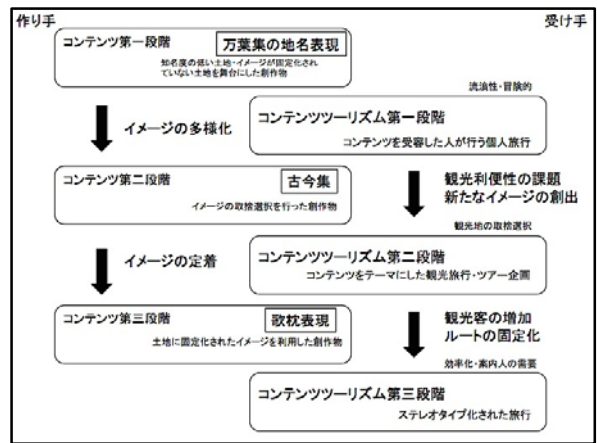 作り手
受け手
コンテンツ第一段階
万葉集の地名表現
知名度の低い土地・イメージが固定化され
ていない土地を舞台にした創作物
流浪性・冒険的
コンテンツツーリズム第一段階
コンテンツを受容した人が行う個人旅行
イメージの多様化
コンテンツ第二段階
古今集
イメージの取捨選択を行った創作物
観光利便性の課題
新たなイメージの創出
観光地の取捨選択
コンテンツツーリズム第二段階
コンテンツをテーマにした観光旅行・ツアー企画
イメージの定着
コンテンツ第三段階
歌枕表現
土地に固定化されたイメージを利用した創作物
観光客の増加
ルートの固定化
効率化・案内人の需要
コンテンツツーリズム第三段階
ステレオタイプ化された旅行